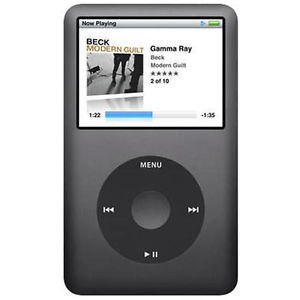 Now Playing
BECK
MODERN GUILT
Gamma Ray
Beck
Modern Guilt
★★★★★
2 of 10
1:22 -1:35
MENU